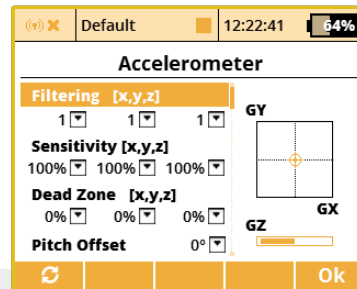 Default 12:22:41 64%
Accelerometer
Filtering [x,y,z]
1 1 1
Sensitivity [x,y,z]
100% 100% 100%
Dead Zone [x,y,z]
0% 0% 0%
Pitch Offset 0°
GY
GX
GZ
Ok